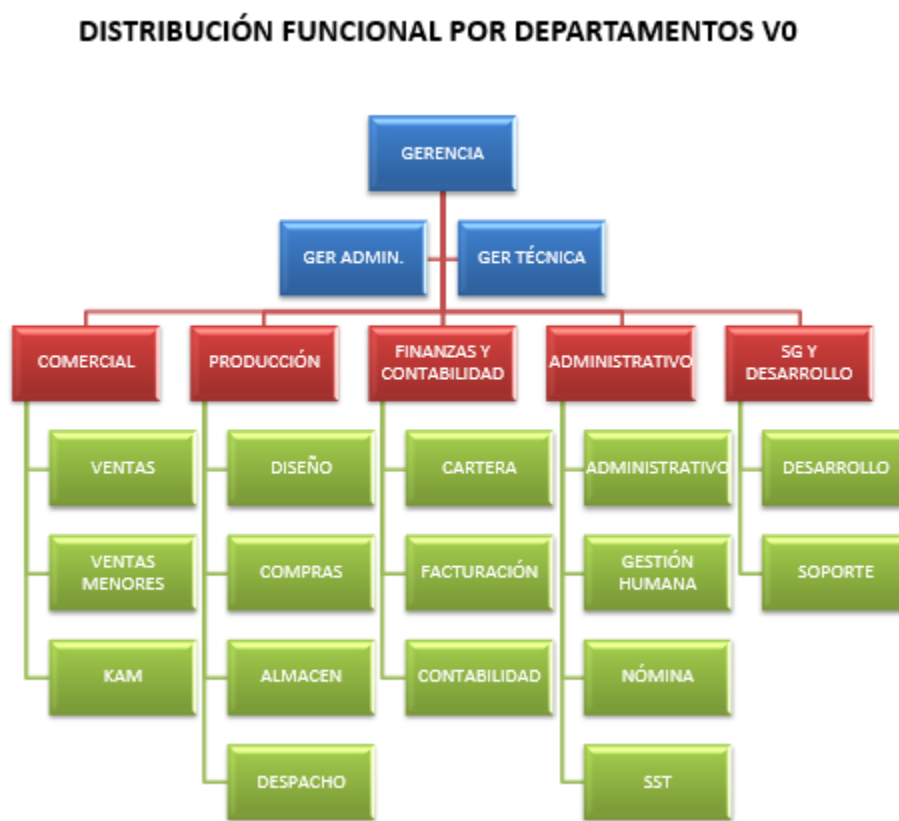 DISTRIBUCIÓN FUNCIONAL POR DEPARTAMENTOS V0
GERENCIA
GER ADMIN.
GER TÉCNICA
COMERCIAL
PRODUCCIÓN
FINANZAS Y
CONTABILIDAD
ADMINISTRATIVO
SG Y
DESARROLLO
VENTAS
DISEÑO
CARTERA
ADMINISTRATIVO
DESARROLLO
VENTAS
MENORES
COMPRAS
FACTURACIÓN
GESTIÓN
HUMANA
SOPORTE
KAM
ALMACEN
CONTABILIDAD
NÓMINA
DESPACHO
SST